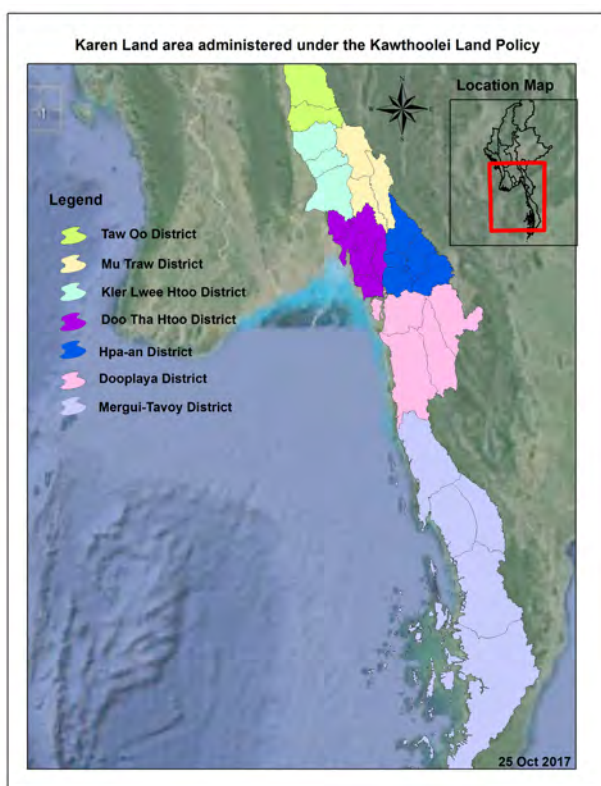 Karen Land area administered under the Kawthoolei Land Policy
Location Map
N
Legend
Taw Oo District
Mu Traw District
Kler Lwee Htoo District
Doo Tha Htoo District
Hpa-an District
Dooplaya District
Mergui-Tavoy District
25 Oct 2017